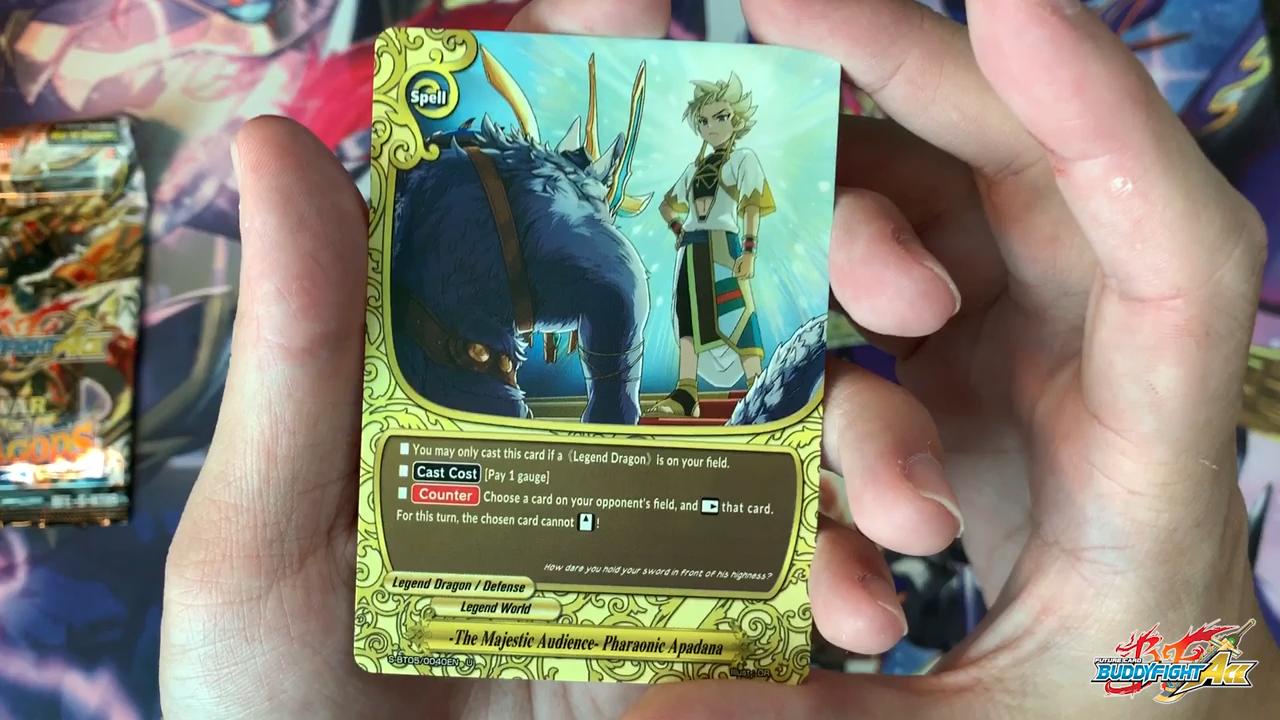 Spell
■ You may only cast this card if a 《Legend Dragon》 is on your field.
■ Cast Cost [Pay 1 gauge]
■ Counter Choose a card on your opponent's field, and that card.
For this turn, the chosen card cannot !
How dare you hold your sword in front of his highness?
Legend Dragon / Defense
Legend World
-The Majestic Audience- Pharaonic Apadana
S-BT05/0040EN U
FUTURE CARD
BUDDYFIGHT ACE